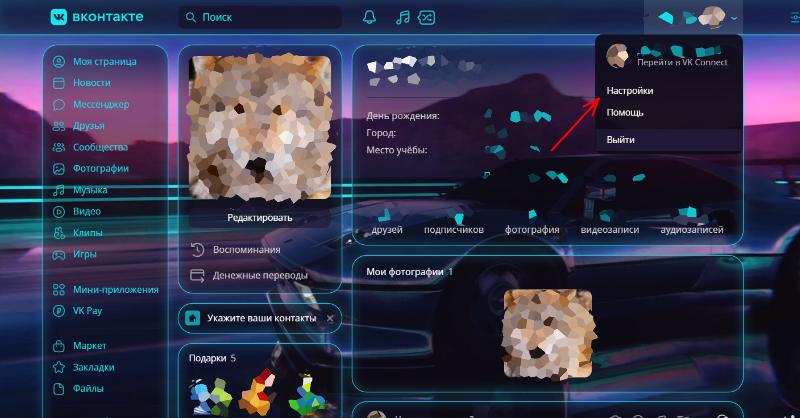 вконтакте
Поиск
Перейти в VK Connect
Настройки
Помощь
Выйти
Моя страница
Новости
Мессенджер
Друзья
Сообщества
Фотографии
Музыка
Видео
Клипы
Игры
Мини-приложения
VK Pay
Маркет
Закладки
Файлы
Редактировать
Воспоминания
Денежные переводы
Укажите ваши контакты
Подарки 5
День рождения:
Город:
Место учёбы:
друзей подписчиков фотография видеозаписи аудиозаписей
Мои фотографии 1